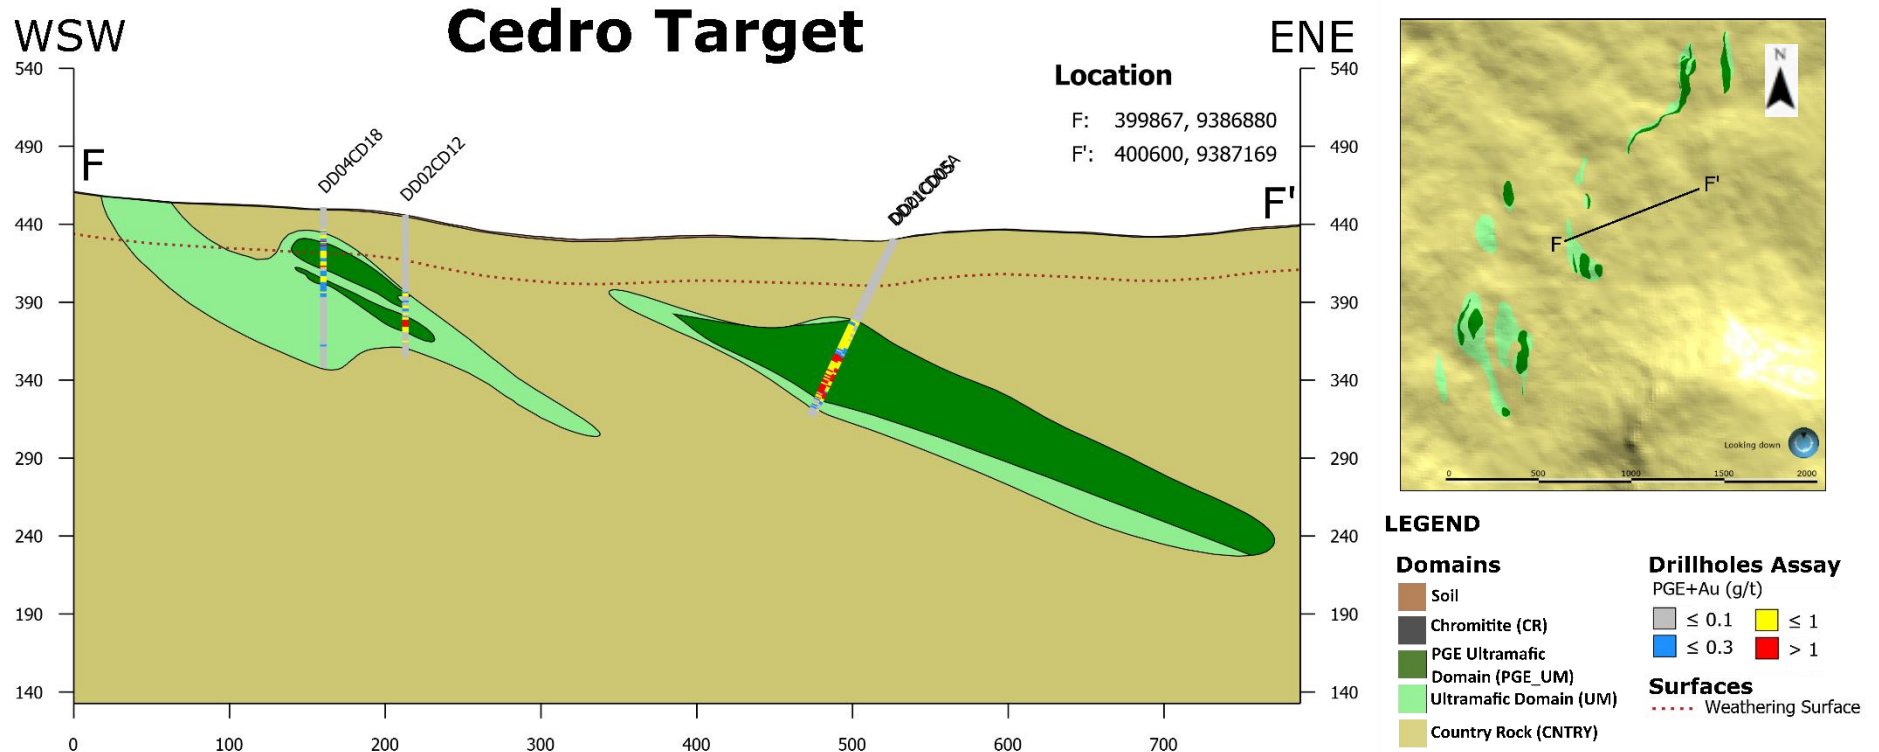 Cedro Target
WSW
ENE
540
490
440
390
340
290
240
190
140
540
490
440
390
340
290
240
190
140
Location
F: 399867, 9386880
F': 400600, 9387169
F
F'
DD04CD18
DD02CD12
0
100
200
300
400
500
600
700
N
F
F'
Looking down
0
500
1000
1500
2000
LEGEND
Domains
Soil
Chromitite (CR)
PGE Ultramafic
Domain (PGE_UM)
Ultramafic Domain (UM)
Country Rock (CNTRY)
Drillholes Assay
PGE+Au (g/t)
≤ 0.1
≤ 1
≤ 0.3
> 1
Surfaces
Weathering Surface